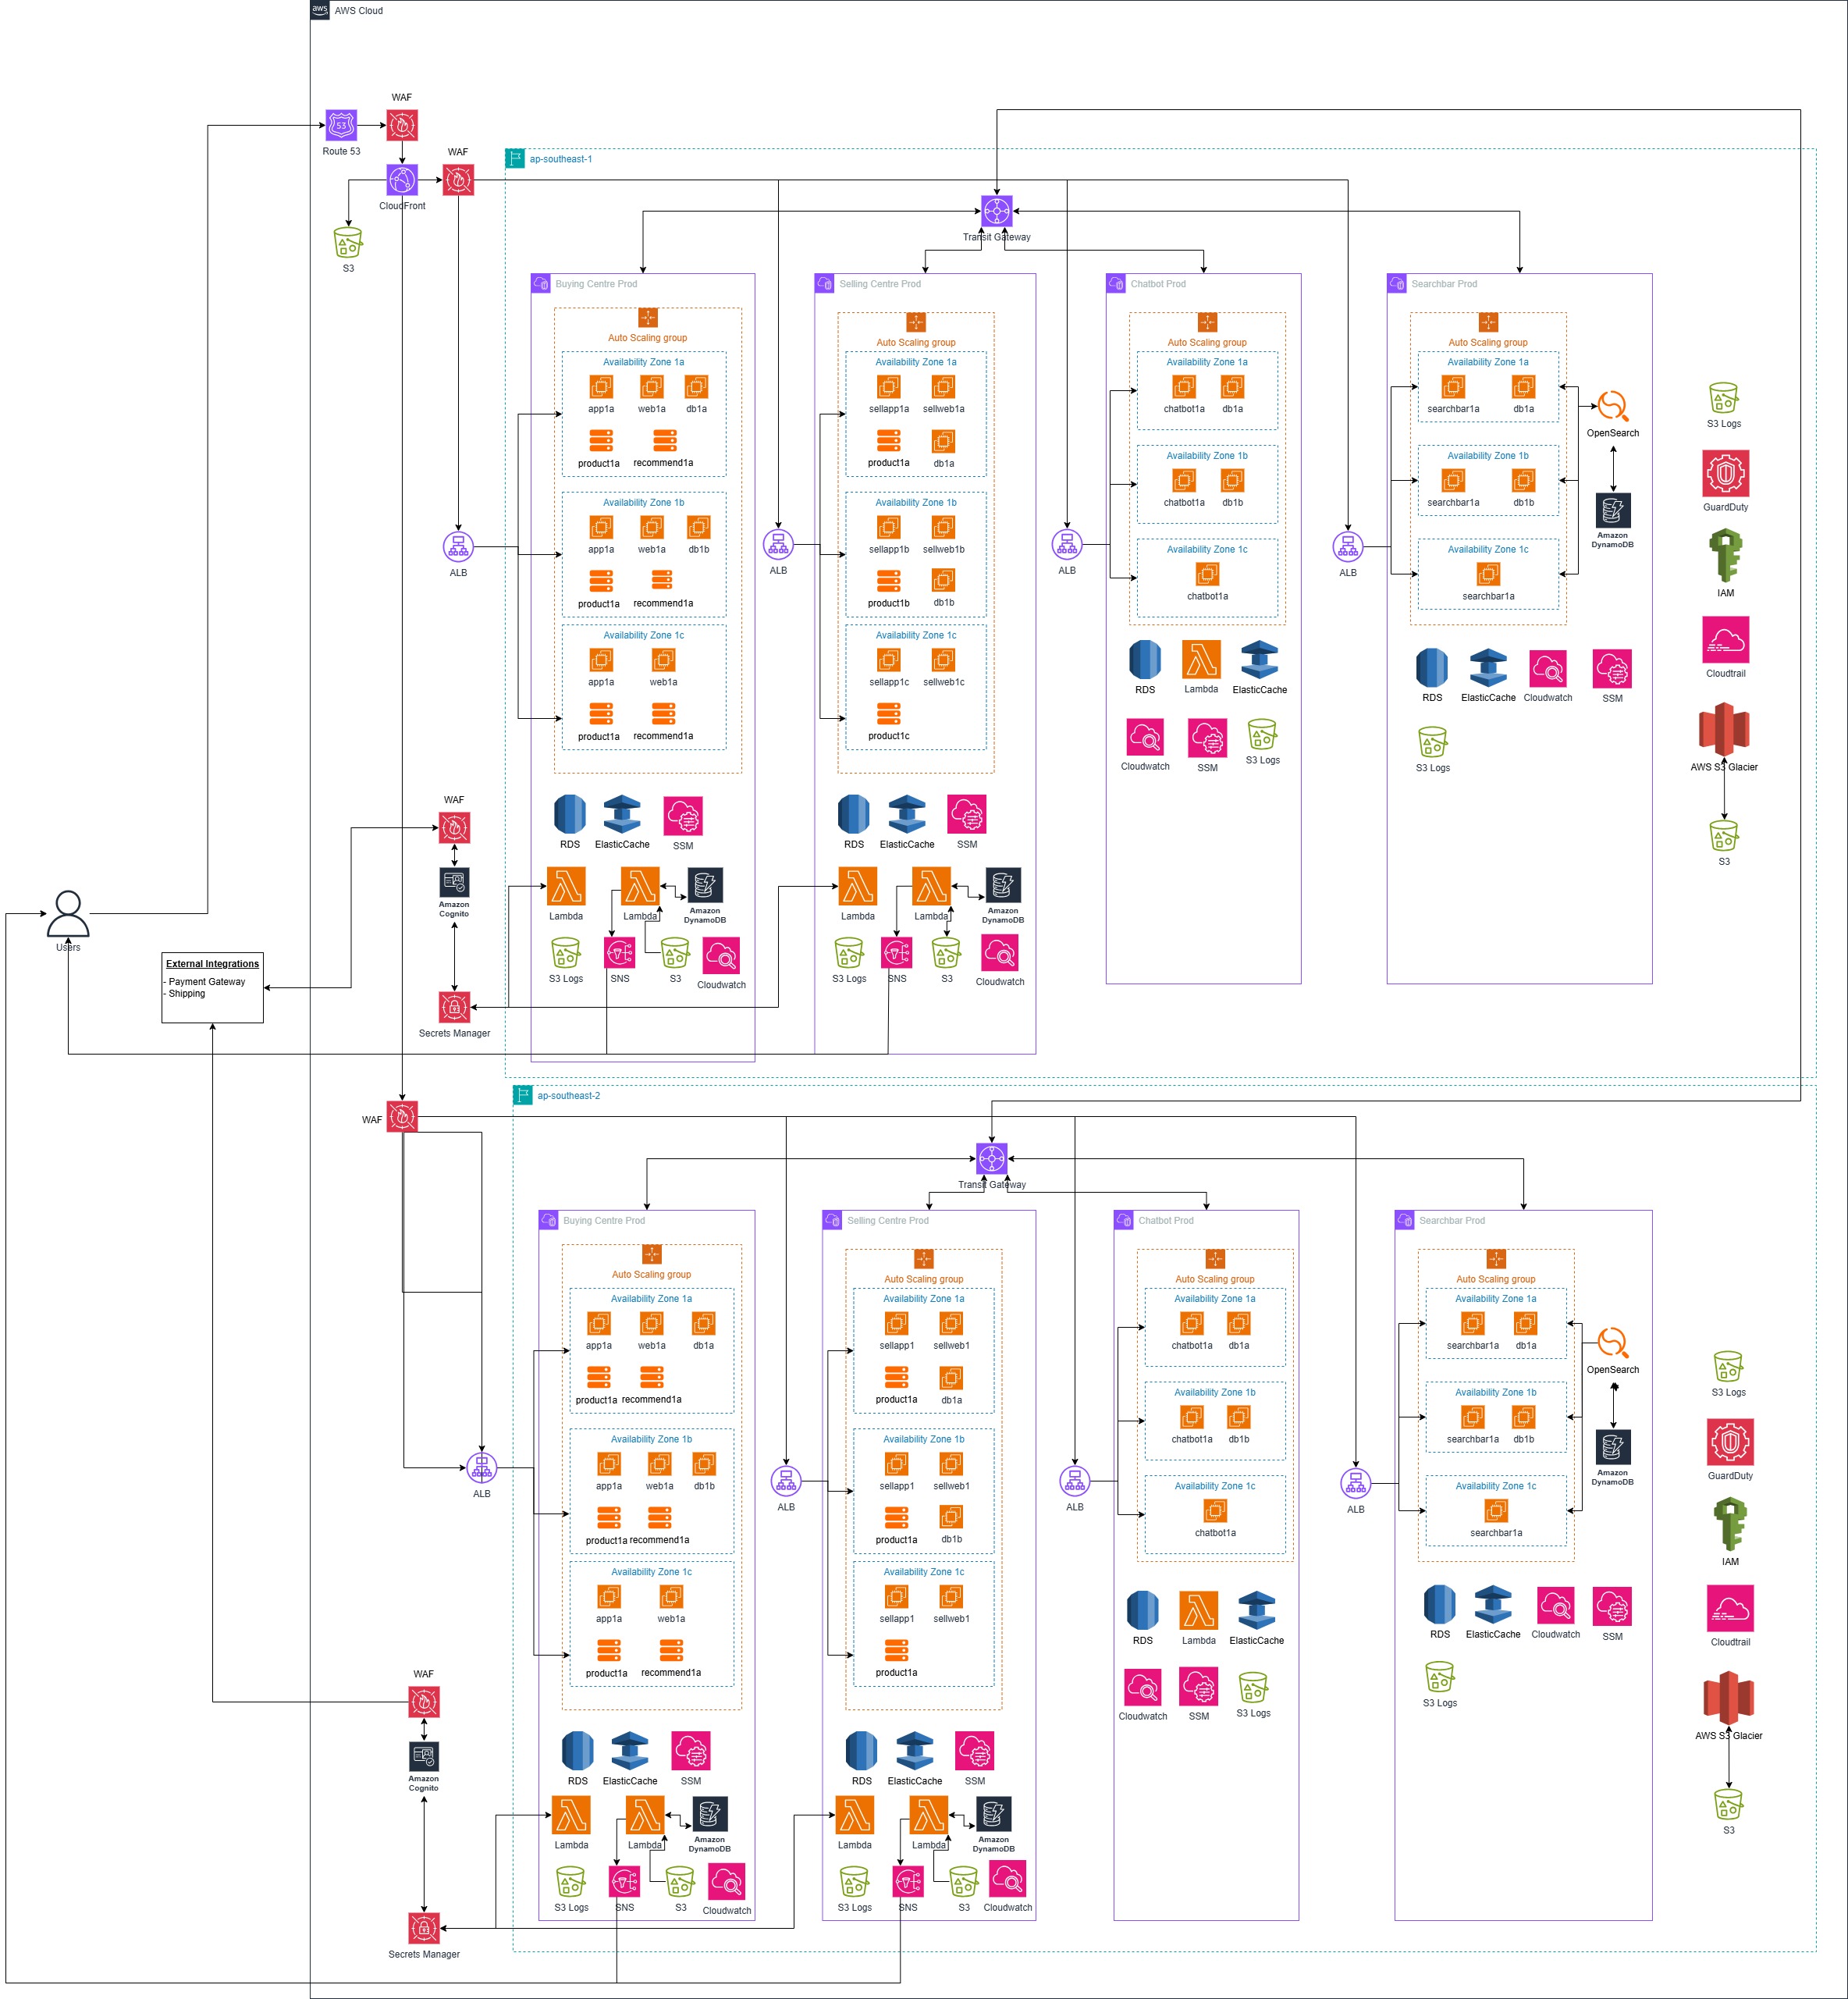 aws
AWS Cloud
WAF
53
Route 53
WAF
CloudFront
S3
ap-southeast-1
Transit Gateway
Buying Centre Prod
Auto Scaling group
Availability Zone 1a
app1a
web1a
db1a
product1a
recommend1a
Availability Zone 1b
app1a
web1a
db1b
product1a
recommend1a
Availability Zone 1c
app1a
web1a
product1a
recommend1a
ALB
RDS
ElasticCache
SSM
Lambda
Lambda
Amazon
DynamoDB
S3 Logs
SNS
S3
Cloudwatch
Selling Centre Prod
Auto Scaling group
Availability Zone 1a
sellapp1a
sellweb1a
product1a
db1a
Availability Zone 1b
sellapp1b
sellweb1b
product1b
db1b
Availability Zone 1c
sellapp1c
sellweb1c
product1c
ALB
RDS
ElasticCache
SSM
Lambda
Lambda
Amazon
DynamoDB
S3 Logs
SNS
S3
Cloudwatch
Chatbot Prod
Auto Scaling group
Availability Zone 1a
chatbot1a
db1a
Availability Zone 1b
chatbot1a
db1b
Availability Zone 1c
chatbot1a
ALB
RDS
Lambda
ElasticCache
Cloudwatch
SSM
S3 Logs
Searchbar Prod
Auto Scaling group
Availability Zone 1a
searchbar1a
db1a
Availability Zone 1b
searchbar1a
db1b
Availability Zone 1c
searchbar1a
ALB
OpenSearch
Amazon
DynamoDB
RDS
ElasticCache
Cloudwatch
SSM
S3 Logs
S3 Logs
GuardDuty
IAM
Cloudtrail
AWS S3 Glacier
S3
WAF
Amazon
Cognito
Secrets Manager
Users
External Integrations
- Payment Gateway
- Shipping
WAF
ap-southeast-2
Transit Gateway
Buying Centre Prod
Auto Scaling group
Availability Zone 1a
app1a
web1a
db1a
product1a
recommend1a
Availability Zone 1b
app1a
web1a
db1b
product1a
recommend1a
Availability Zone 1c
app1a
web1a
product1a
recommend1a
ALB
RDS
ElasticCache
SSM
Lambda
Lambda
Amazon
DynamoDB
S3 Logs
SNS
S3
Cloudwatch
Selling Centre Prod
Auto Scaling group
Availability Zone 1a
sellapp1
sellweb1
product1a
db1a
Availability Zone 1b
sellapp1
sellweb1
product1a
db1b
Availability Zone 1c
sellapp1
sellweb1
product1a
ALB
RDS
ElasticCache
SSM
Lambda
Lambda
Amazon
DynamoDB
S3 Logs
SNS
S3
Cloudwatch
Chatbot Prod
Auto Scaling group
Availability Zone 1a
chatbot1a
db1a
Availability Zone 1b
chatbot1a
db1b
Availability Zone 1c
chatbot1a
ALB
RDS
Lambda
ElasticCache
Cloudwatch
SSM
S3 Logs
Searchbar Prod
Auto Scaling group
Availability Zone 1a
searchbar1a
db1a
Availability Zone 1b
searchbar1a
db1b
Availability Zone 1c
searchbar1a
ALB
OpenSearch
Amazon
DynamoDB
RDS
ElasticCache
Cloudwatch
SSM
S3 Logs
S3 Logs
GuardDuty
IAM
Cloudtrail
AWS S3 Glacier
S3
WAF
Amazon
Cognito
Secrets Manager